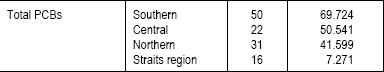 Total PCBs Southern 50 69.724
Central 22 50.541
Northern 31 41.599
Straits region 16 7.271